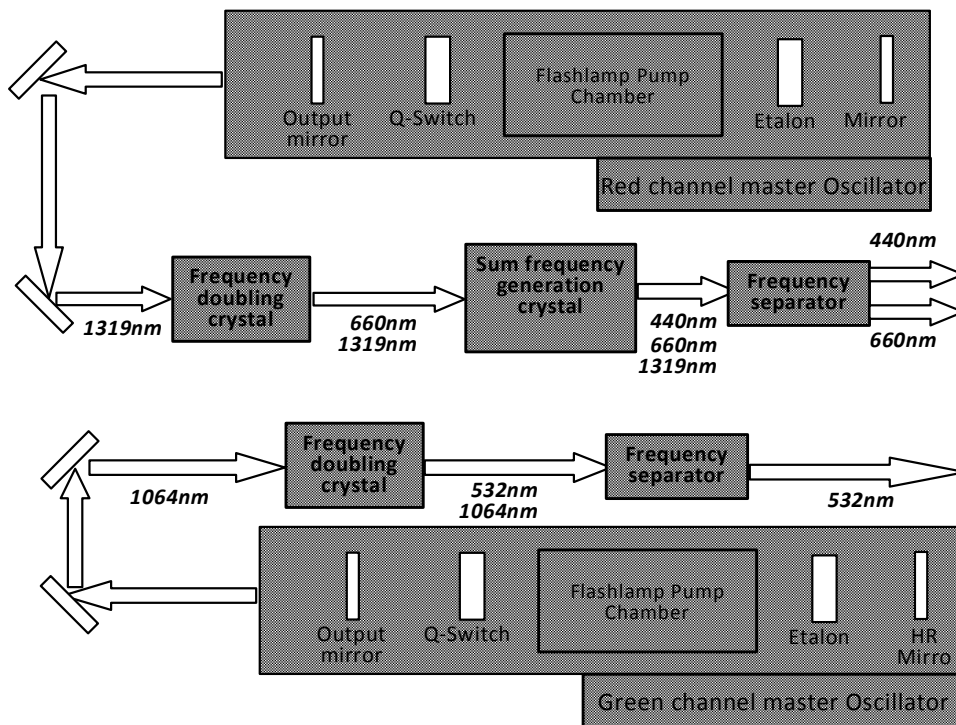 Flashlamp Pump
Chamber
Output
mirror
Q-Switch
Etalon
Mirror
Red channel master Oscillator
440nm
Frequency
doubling
crystal
Sum frequency
generation
crystal
Frequency
separator
1319nm
660nm
1319nm
440nm
660nm
1319nm
660nm
Frequency
doubling
crystal
Frequency
separator
1064nm
532nm
1064nm
532nm
Flashlamp Pump
Chamber
Output
mirror
Q-Switch
Etalon
HR
Mirro
Green channel master Oscillator